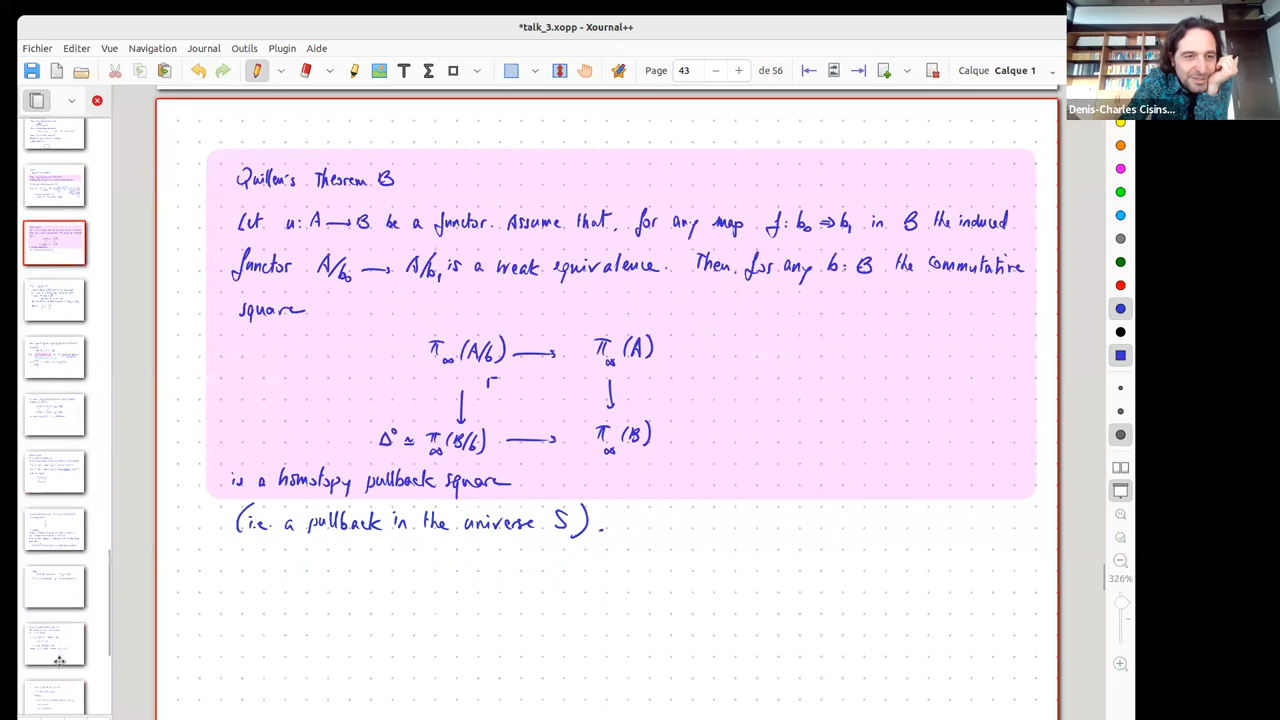 *talk_3.xopp - Xournal++
Fichier Editer Vue Navigation Journal Outils Plugin Aide
Page 43 de 56 Calque Calque 1
Denis-Charles Cisins...
Quillen's Theorem B
Let u: A → B be a functor. Assume that, for any map f: b₀ → b₁ in B the induced
functor A/b₀ → A/b₁ is a weak equivalence. Then, for any b: B the commutative
square
π∞(A/b) → π∞(A)
Δ⁰ ≃ π∞(B/b) → π∞(B)
is a homotopy pullback square
(i.e. a pullback in the universe S).
326%